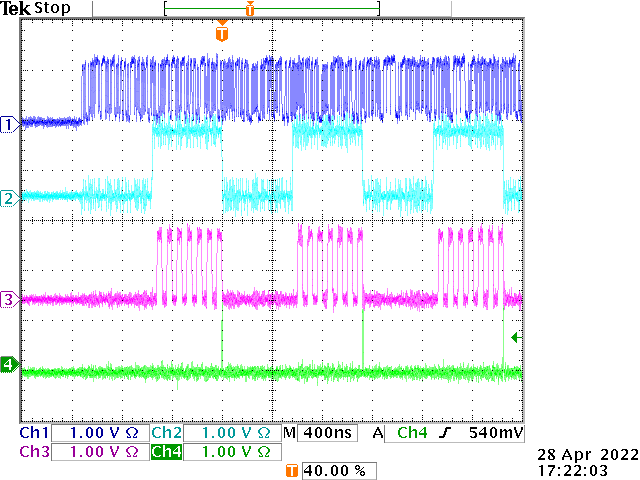 Tek Stop
T
T
1
2
3
4
Ch1 1.00 V Ω Ch2 1.00 V Ω M 400ns A Ch4 540mV
Ch3 1.00 V Ω Ch4 1.00 V Ω
T 40.00 %
28 Apr 2022
17:22:03